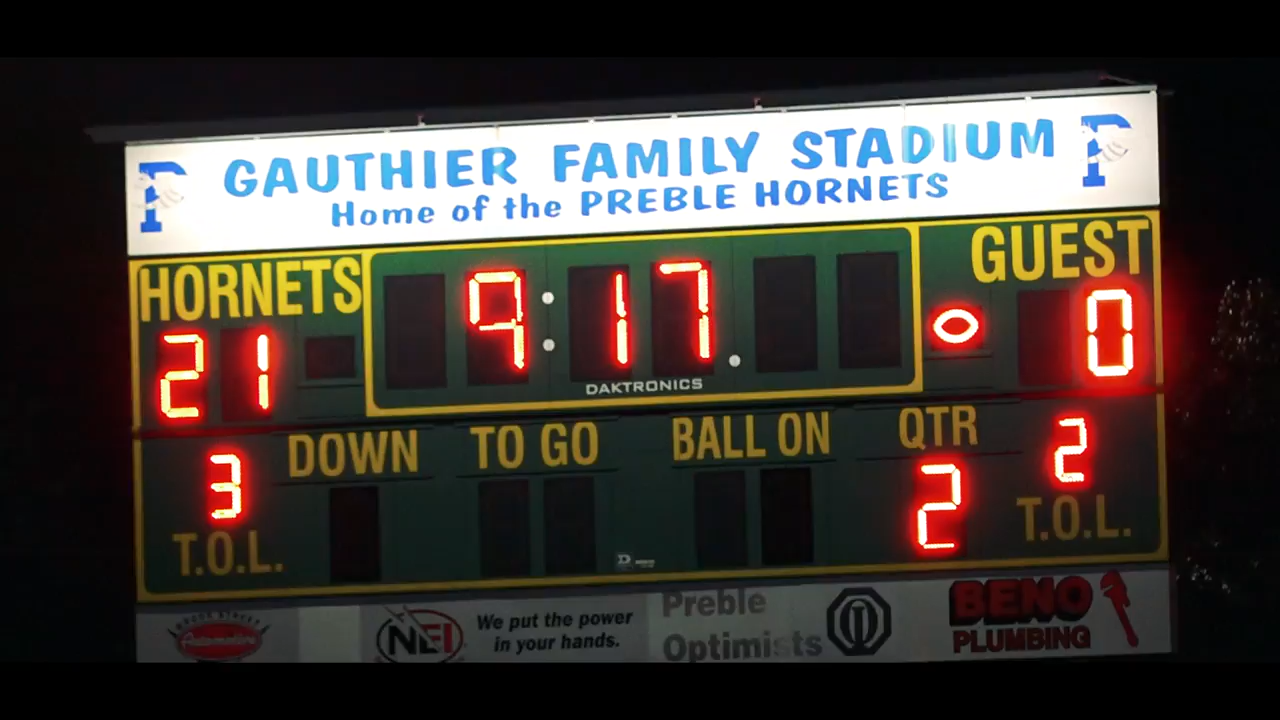 GAUTHIER FAMILY STADIUM
Home of the PREBLE HORNETS
HORNETS
GUEST
21
9:17.
0
DAKTRONICS
DOWN
TO GO
BALL ON
QTR
3
2
2
T.O.L.
T.O.L.
Automotive
NEI
We put the power
in your hands.
Preble
Optimists
BENO
PLUMBING